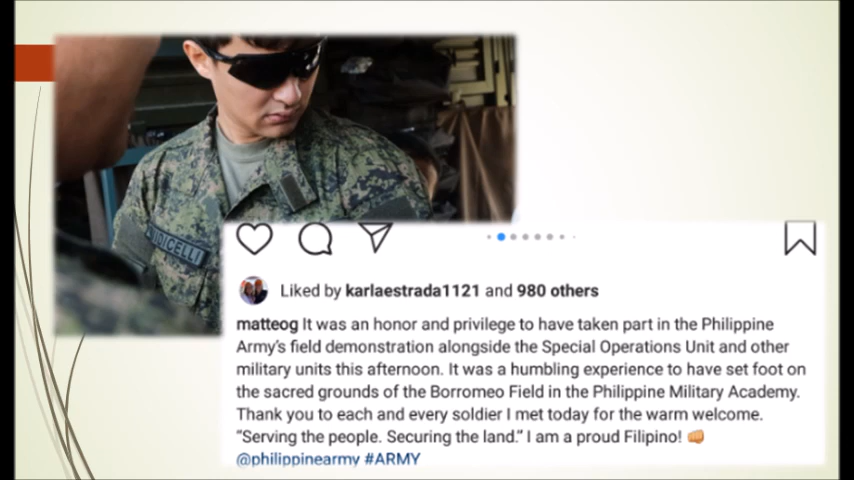 UIDICELLI
Liked by karlaestrada1121 and 980 others
matteog It was an honor and privilege to have taken part in the Philippine
Army's field demonstration alongside the Special Operations Unit and other
military units this afternoon. It was a humbling experience to have set foot on
the sacred grounds of the Borromeo Field in the Philippine Military Academy.
Thank you to each and every soldier I met today for the warm welcome.
“Serving the people. Securing the land.” I am a proud Filipino! 👊
@philippinearmy #ARMY